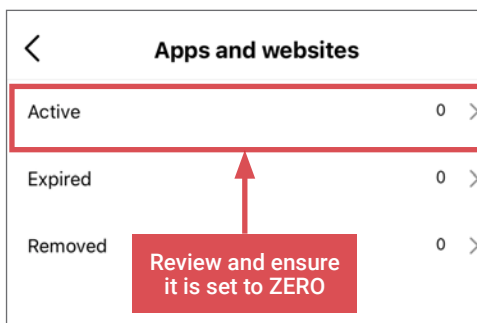 Apps and websites
Active 0
Expired 0
Removed 0
Review and ensure
it is set to ZERO